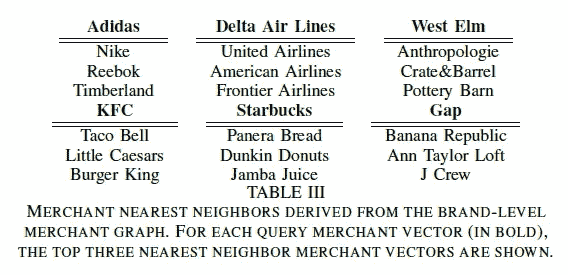 Adidas Delta Air Lines West Elm
Nike United Airlines Anthropologie
Reebok American Airlines Crate&Barrel
Timberland Frontier Airlines Pottery Barn
KFC Starbucks Gap
Taco Bell Panera Bread Banana Republic
Little Caesars Dunkin Donuts Ann Taylor Loft
Burger King Jamba Juice J Crew
TABLE III
MERCHANT NEAREST NEIGHBORS DERIVED FROM THE BRAND-LEVEL
MERCHANT GRAPH. FOR EACH QUERY MERCHANT VECTOR (IN BOLD),
THE TOP THREE NEAREST NEIGHBOR MERCHANT VECTORS ARE SHOWN.